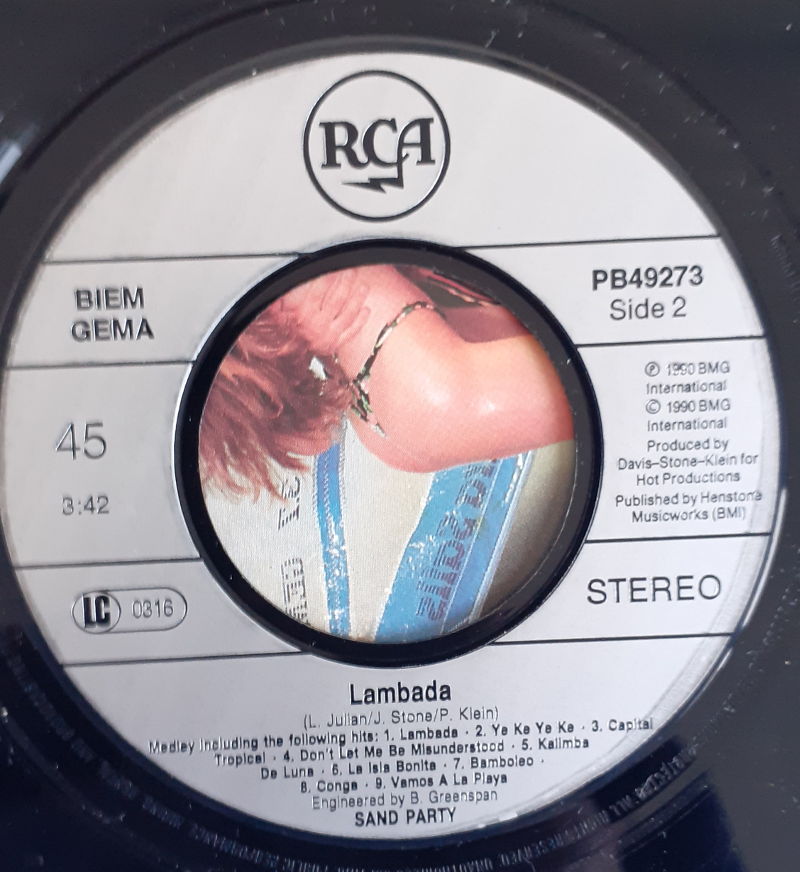 RCA
BIEM
GEMA
45
3:42
LC 0316
PB49273
Side 2
℗ 1990 BMG
International
© 1990 BMG
International
Produced by
Davis-Stone-Klein for
Hot Productions
Published by Henstone
Musicworks (BMI)
STEREO
Lambada
(L. Julian/J. Stone/P. Klein)
Medley including the following hits: 1. Lambada · 2. Ye Ke Ye Ke · 3. Capital
Tropical · 4. Don't Let Me Be Misunderstood · 5. Kalimba
De Luna · 6. La Isla Bonita · 7. Bamboleo ·
8. Conga · 9. Vamos A La Playa
Engineered by B. Greenspan
SAND PARTY